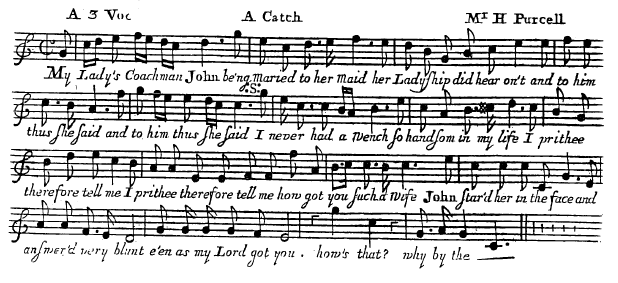 A 3 Voc A Catch Mr H Purcell
My Lady's Coachman John being maried to her maid her Ladyſhip did hear on't and to him
:S:
thus ſhe ſaid and to him thus ſhe ſaid I never had a wench ſo handſom in my life I prithee
therefore tell me I prithee therefore tell me how got you ſuch a Wife John ſtar'd her in the face and
anſwer'd very blunt e'en as my Lord got you. how's that? why by the